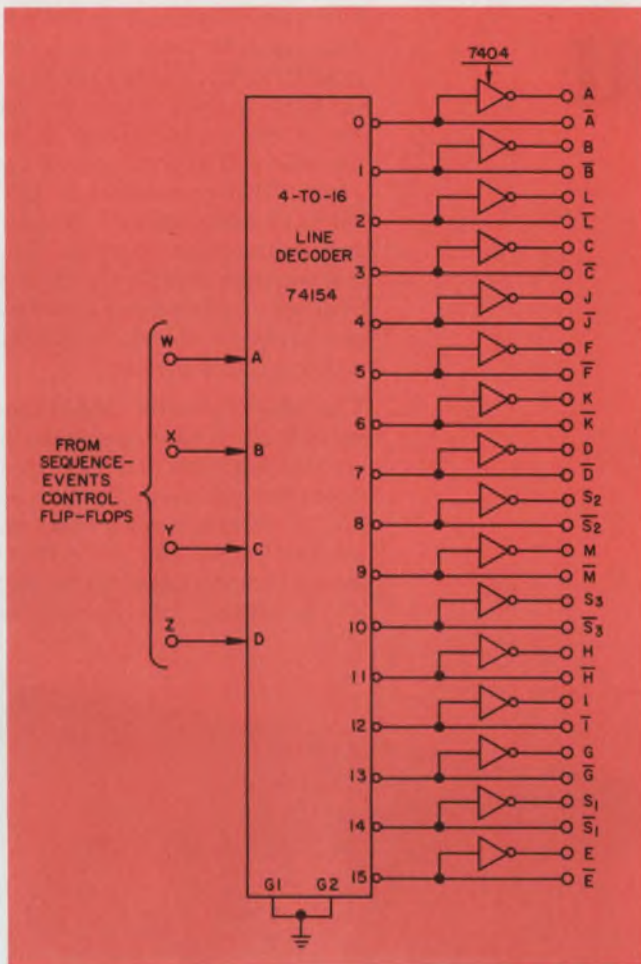 7404
A
0 A̅
B
1 B̅
4-TO-16
L
2 L̅
LINE
DECODER
C
3 C̅
74154
J
4 J̅
W
A
F
5 F̅
K
6 K̅
X
B
FROM
SEQUENCE-
EVENTS
CONTROL
FLIP-FLOPS
D
7 D̅
S2
8 S̅2
Y
C
M
9 M̅
S3
10 S̅3
Z
D
H
11 H̅
I
12 I̅
G
13 G̅
S1
14 S̅1
E
15 E̅
G1 G2